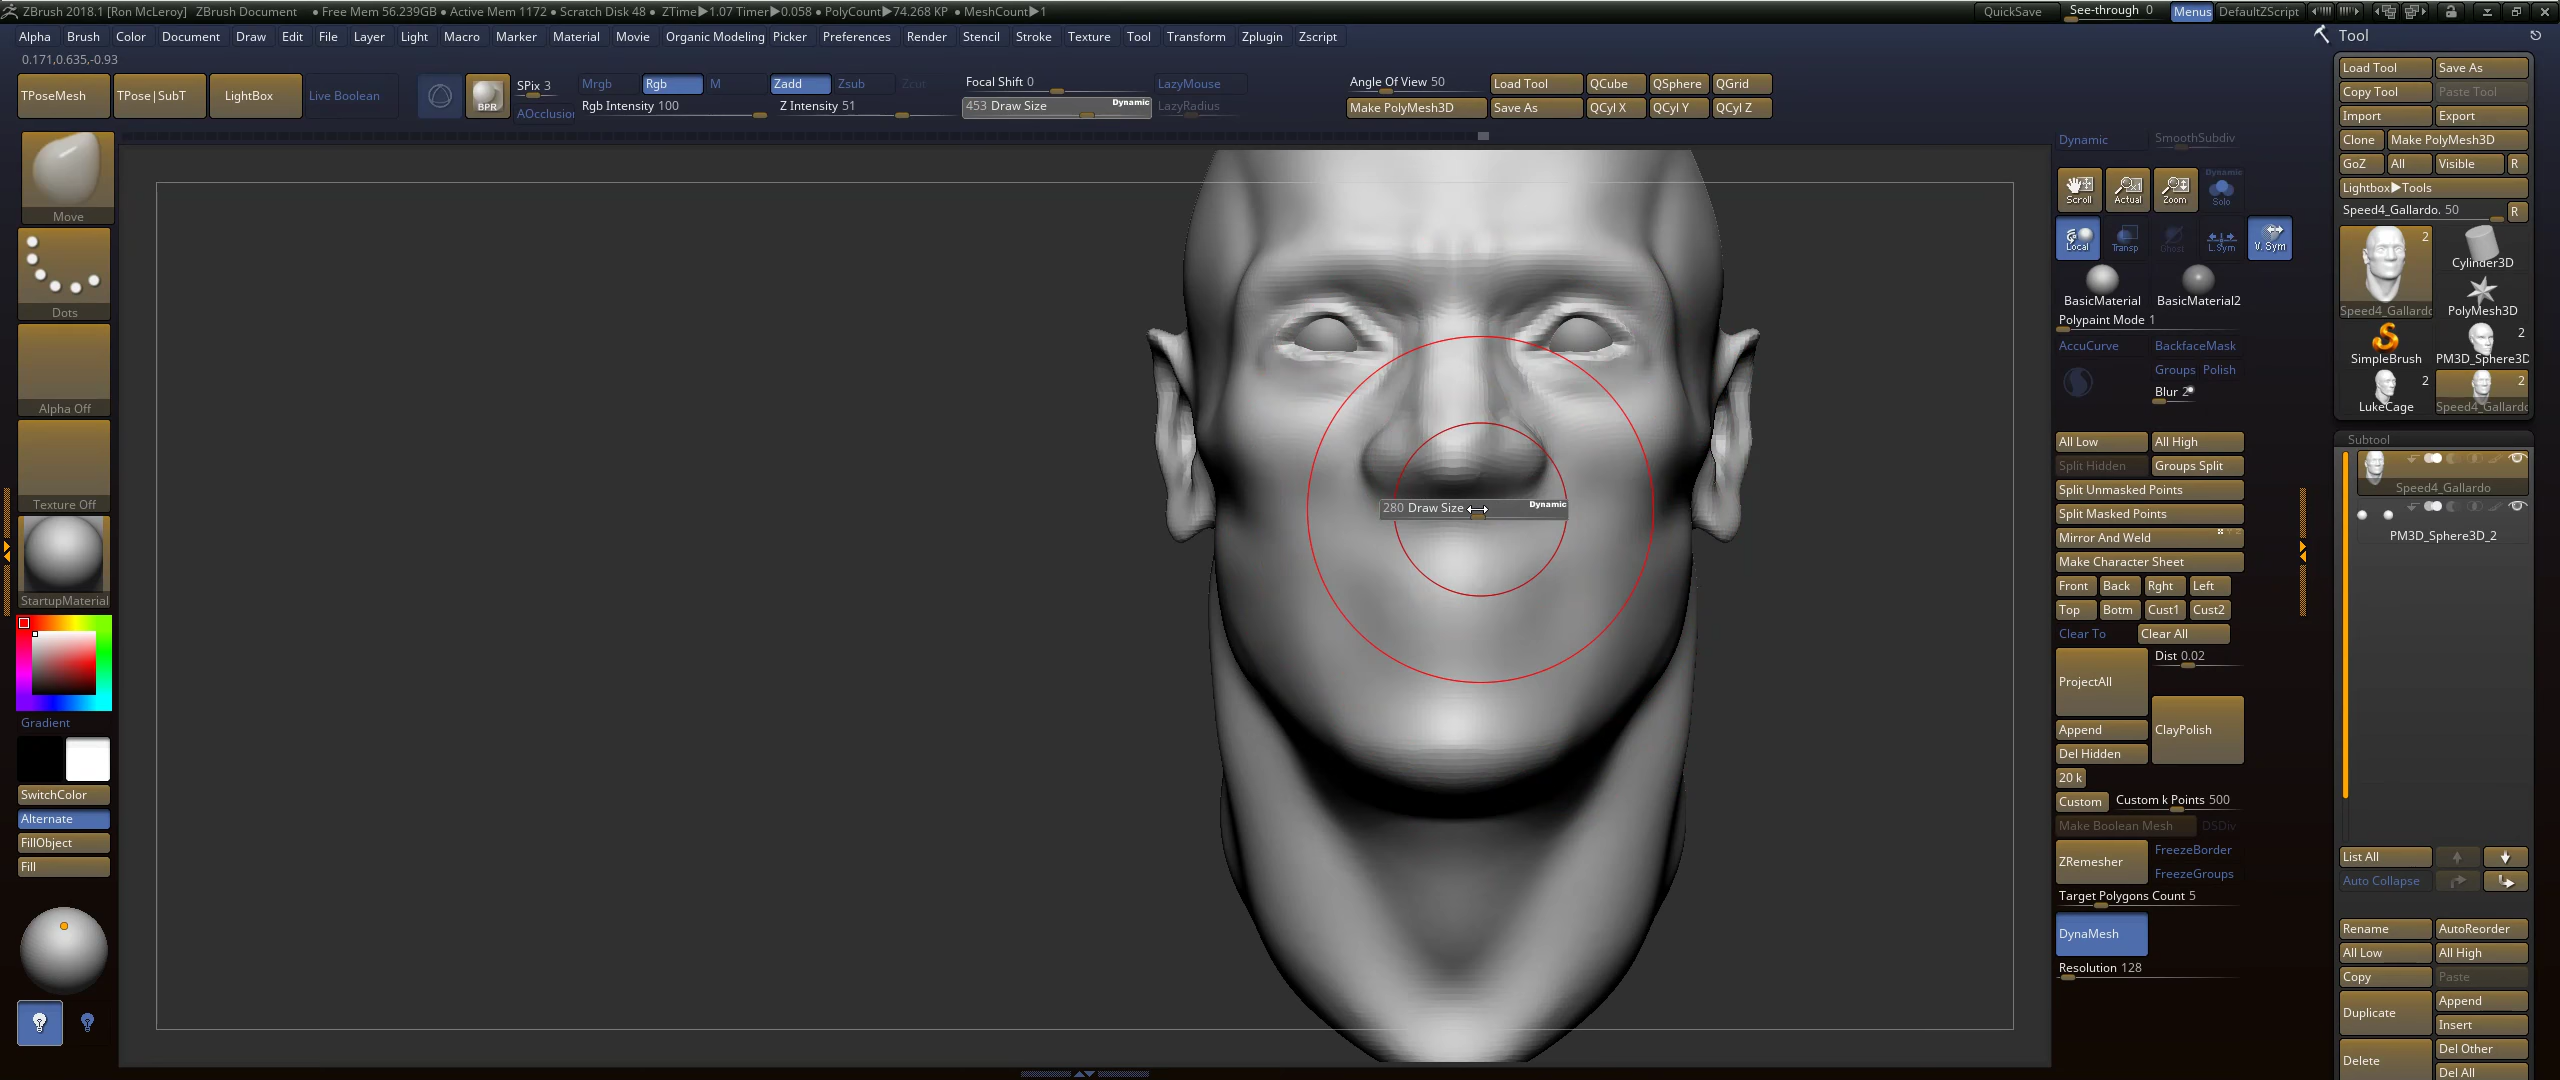 ZBrush 2018.1 [Ron McLeroy] ZBrush Document ● Free Mem 56.239GB ● Active Mem 1172 ● Scratch Disk 48 ● ZTime▶1.07 Timer▶0.058 ● PolyCount▶74.268 KP ● MeshCount▶1 QuickSave See-through 0 Menus DefaultZScript
Alpha Brush Color Document Draw Edit File Layer Light Macro Marker Material Movie Organic Modeling Picker Preferences Render Stencil Stroke Texture Tool Transform Zplugin Zscript
Tool
0.171,0.635,-0.93
TPoseMesh TPose|SubT LightBox Live Boolean
BPR
SPix 3
AOcclusion
Mrgb Rgb M Zadd Zsub Zcut
Rgb Intensity 100 Z Intensity 51
Focal Shift 0 LazyMouse
453 Draw Size Dynamic LazyRadius
Angle Of View 50 Load Tool QCube QSphere QGrid
Make PolyMesh3D Save As QCyl X QCyl Y QCyl Z
Move
Dots
Alpha Off
Texture Off
StartupMaterial
Gradient
SwitchColor
Alternate
FillObject
Fill
280 Draw Size Dynamic
Dynamic SmoothSubdiv
Scroll Actual Zoom Dynamic Solo
Local Transp Ghost L.Sym V. Sym
BasicMaterial BasicMaterial2
Polypaint Mode 1
AccuCurve BackfaceMask
Groups Polish
Blur 2
All Low All High
Split Hidden Groups Split
Split Unmasked Points
Split Masked Points
Mirror And Weld
Make Character Sheet
Front Back Rght Left
Top Botm Cust1 Cust2
Clear To Clear All
Dist 0.02
ProjectAll
Append ClayPolish
Del Hidden
20 k
Custom Custom k Points 500
Make Boolean Mesh DSDiv
ZRemesher FreezeBorder
FreezeGroups
Target Polygons Count 5
DynaMesh
Resolution 128
Load Tool Save As
Copy Tool Paste Tool
Import Export
Clone Make PolyMesh3D
GoZ All Visible R
Lightbox▶Tools
Speed4_Gallardo. 50 R
2
Cylinder3D
Speed4_Gallardo PolyMesh3D
2
SimpleBrush PM3D_Sphere3D
2 2
LukeCage Speed4_Gallardo
Subtool
Speed4_Gallardo
PM3D_Sphere3D_2
List All
Auto Collapse
Rename AutoReorder
All Low All High
Copy Paste
Duplicate Append
Insert
Delete Del Other
Del All